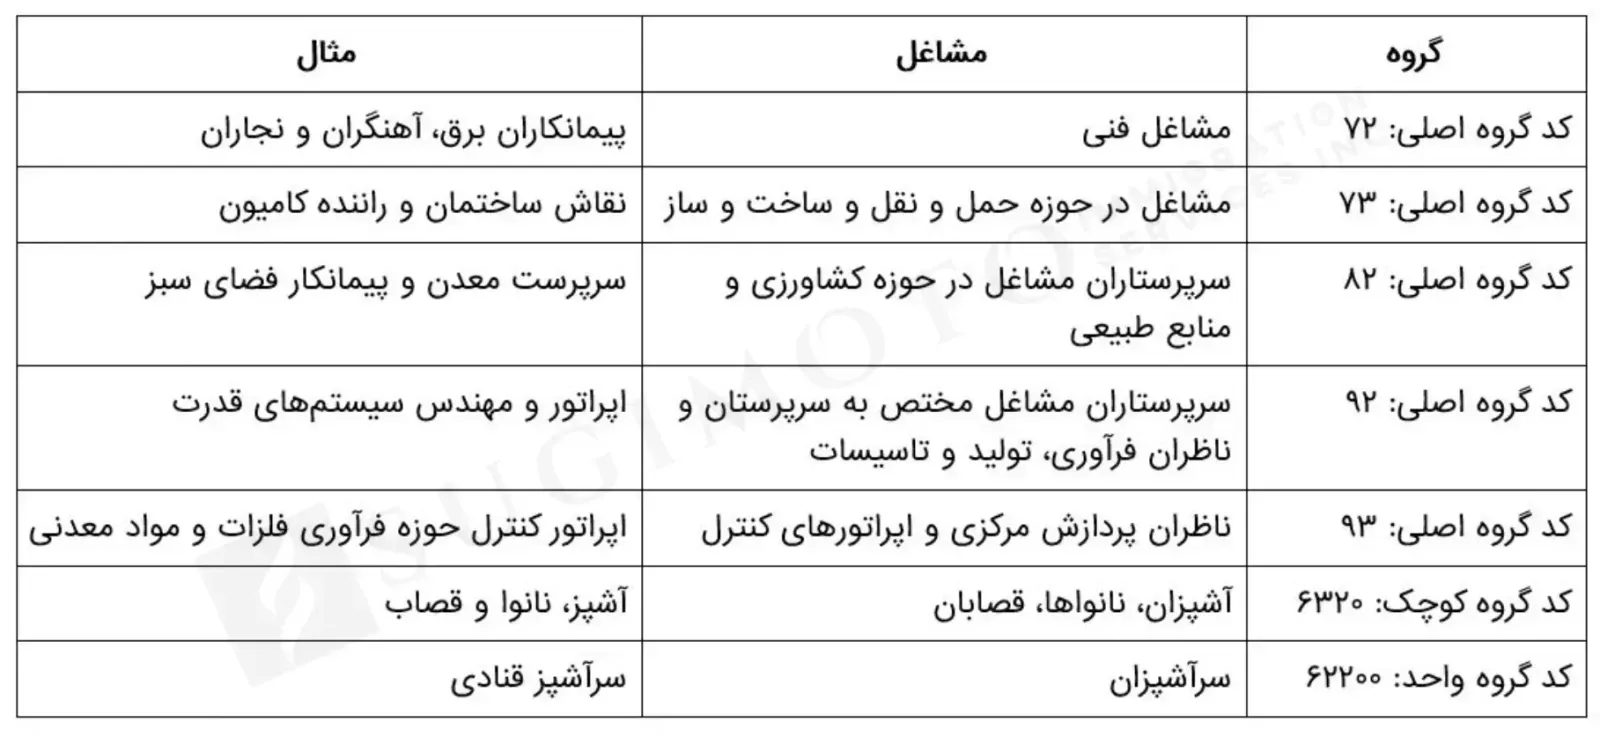 گروه	مشاغل	مثال
کد گروه اصلی: ۷۲	مشاغل فنی	پیمانکاران برق، آهنگران و نجاران
کد گروه اصلی: ۷۳	مشاغل در حوزه حمل و نقل و ساخت و ساز	نقاش ساختمان و راننده کامیون
کد گروه اصلی: ۸۲	سرپرستاران مشاغل در حوزه کشاورزی و	سرپرست معدن و پیمانکار فضای سبز
منابع طبیعی
کد گروه اصلی: ۹۲	سرپرستاران مشاغل مختص به سرپرستان و	اپراتور و مهندس سیستم‌های قدرت
ناظران فرآوری، تولید و تاسیسات
کد گروه اصلی: ۹۳	ناظران پردازش مرکزی و اپراتورهای کنترل	اپراتور کنترل حوزه فرآوری فلزات و مواد معدنی
کد گروه کوچک: ۶۳۲۰	آشپزان، نانواها، قصابان	آشپز، نانوا و قصاب
کد گروه واحد: ۶۲۲۰۰	سرآشپزان	سرآشپز قنادی
SUGIMOTO
IMMIGRATION
SERVICES INC